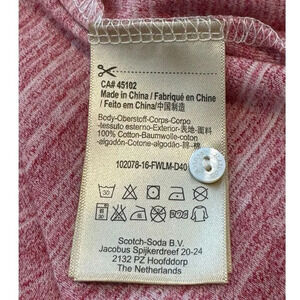 CA# 45102
Made in China / Fabriqué en Chine
/ Feito em China/中国制造
Body-Oberstoff-Corps-Corpo
-tessuto esterno-Exterior-表地-面料
100% Cotton-Baumwolle-coton
-algodón-Cotone-algodão-綿-棉
102078-16-FWLM-D40
Scotch-Soda B.V.
Jacobus Spijkerdreef 20-24
2132 PZ Hoofddorp
The Netherlands